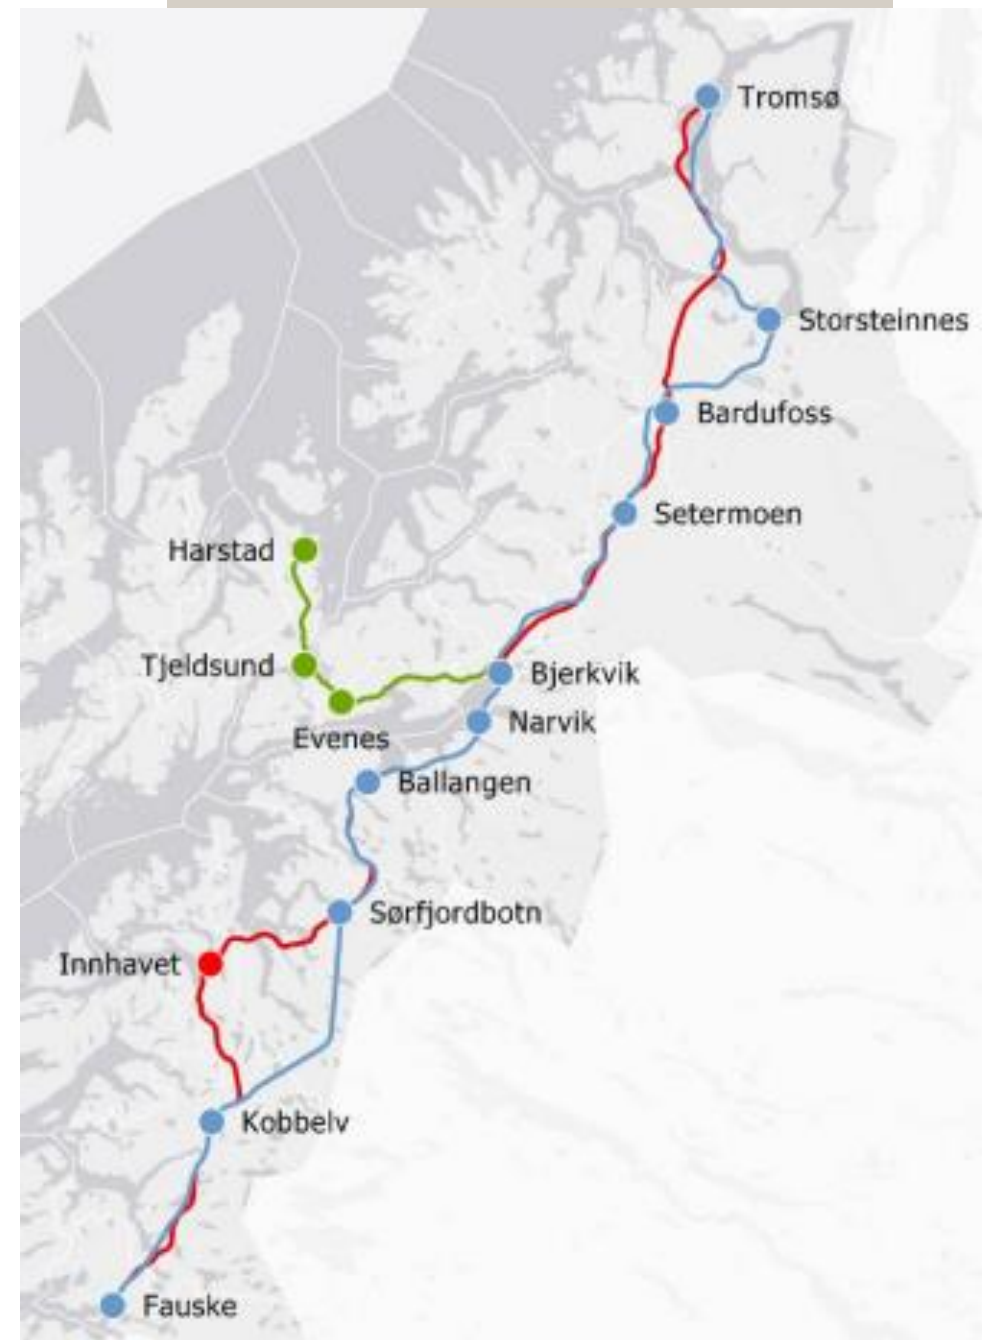 N
Tromsø
Storsteinnes
Bardufoss
Setermoen
Harstad
Tjeldsund
Bjerkvik
Evenes
Narvik
Ballangen
Sørfjordbotn
Innhavet
Kobbelv
Fauske